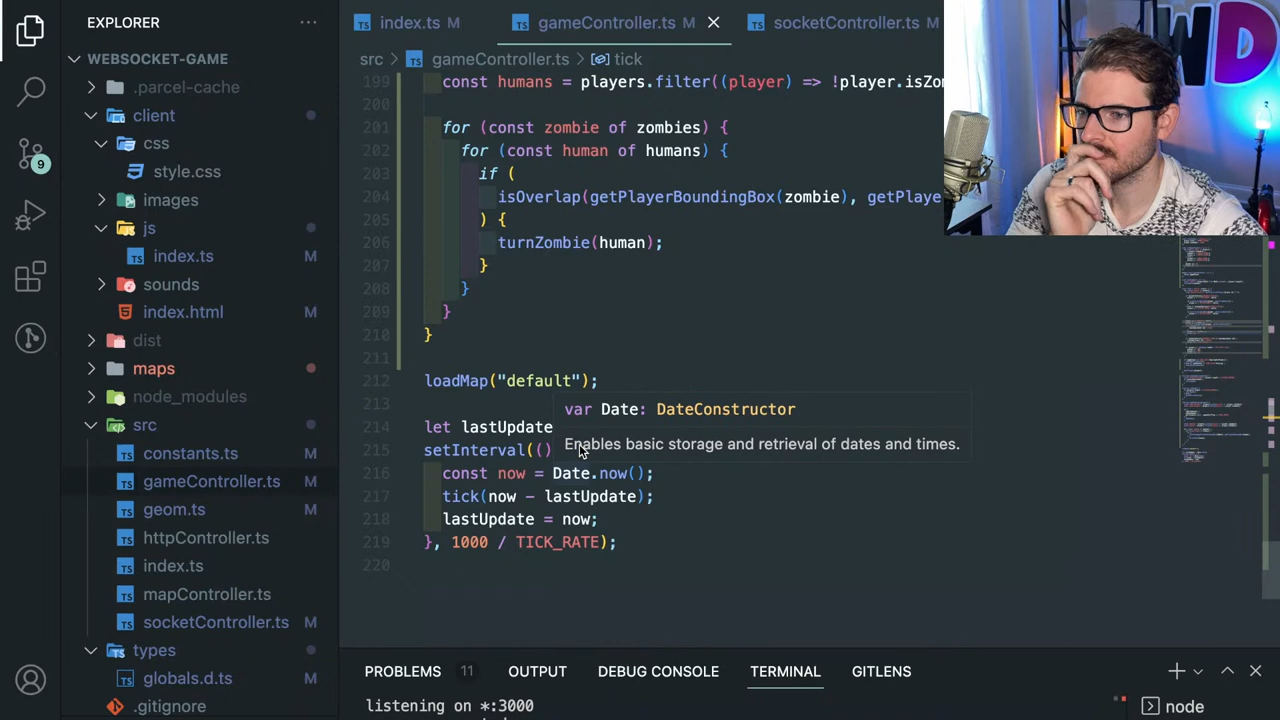 EXPLORER
WEBSOCKET-GAME
.parcel-cache
client
css
style.css
images
js
index.ts M
sounds
index.html M
dist
maps
node_modules
src
constants.ts M
gameController.ts M
geom.ts M
httpController.ts
index.ts
mapController.ts
socketController.ts M
types
globals.d.ts M
.gitignore
9
index.ts M
gameController.ts M
socketController.ts M
src > gameController.ts > tick
199 const humans = players.filter((player) => !player.isZo
200
201 for (const zombie of zombies) {
202 for (const human of humans) {
203 if (
204 isOverlap(getPlayerBoundingBox(zombie), getPlaye
205 ) {
206 turnZombie(human);
207 }
208 }
209 }
210 }
211
212 loadMap("default");
213
var Date: DateConstructor
214 let lastUpdate
Enables basic storage and retrieval of dates and times.
215 setInterval(()
216 const now = Date.now();
217 tick(now - lastUpdate);
218 lastUpdate = now;
219 }, 1000 / TICK_RATE);
220
PROBLEMS 11 OUTPUT DEBUG CONSOLE TERMINAL GITLENS
listening on *:3000
node
WD